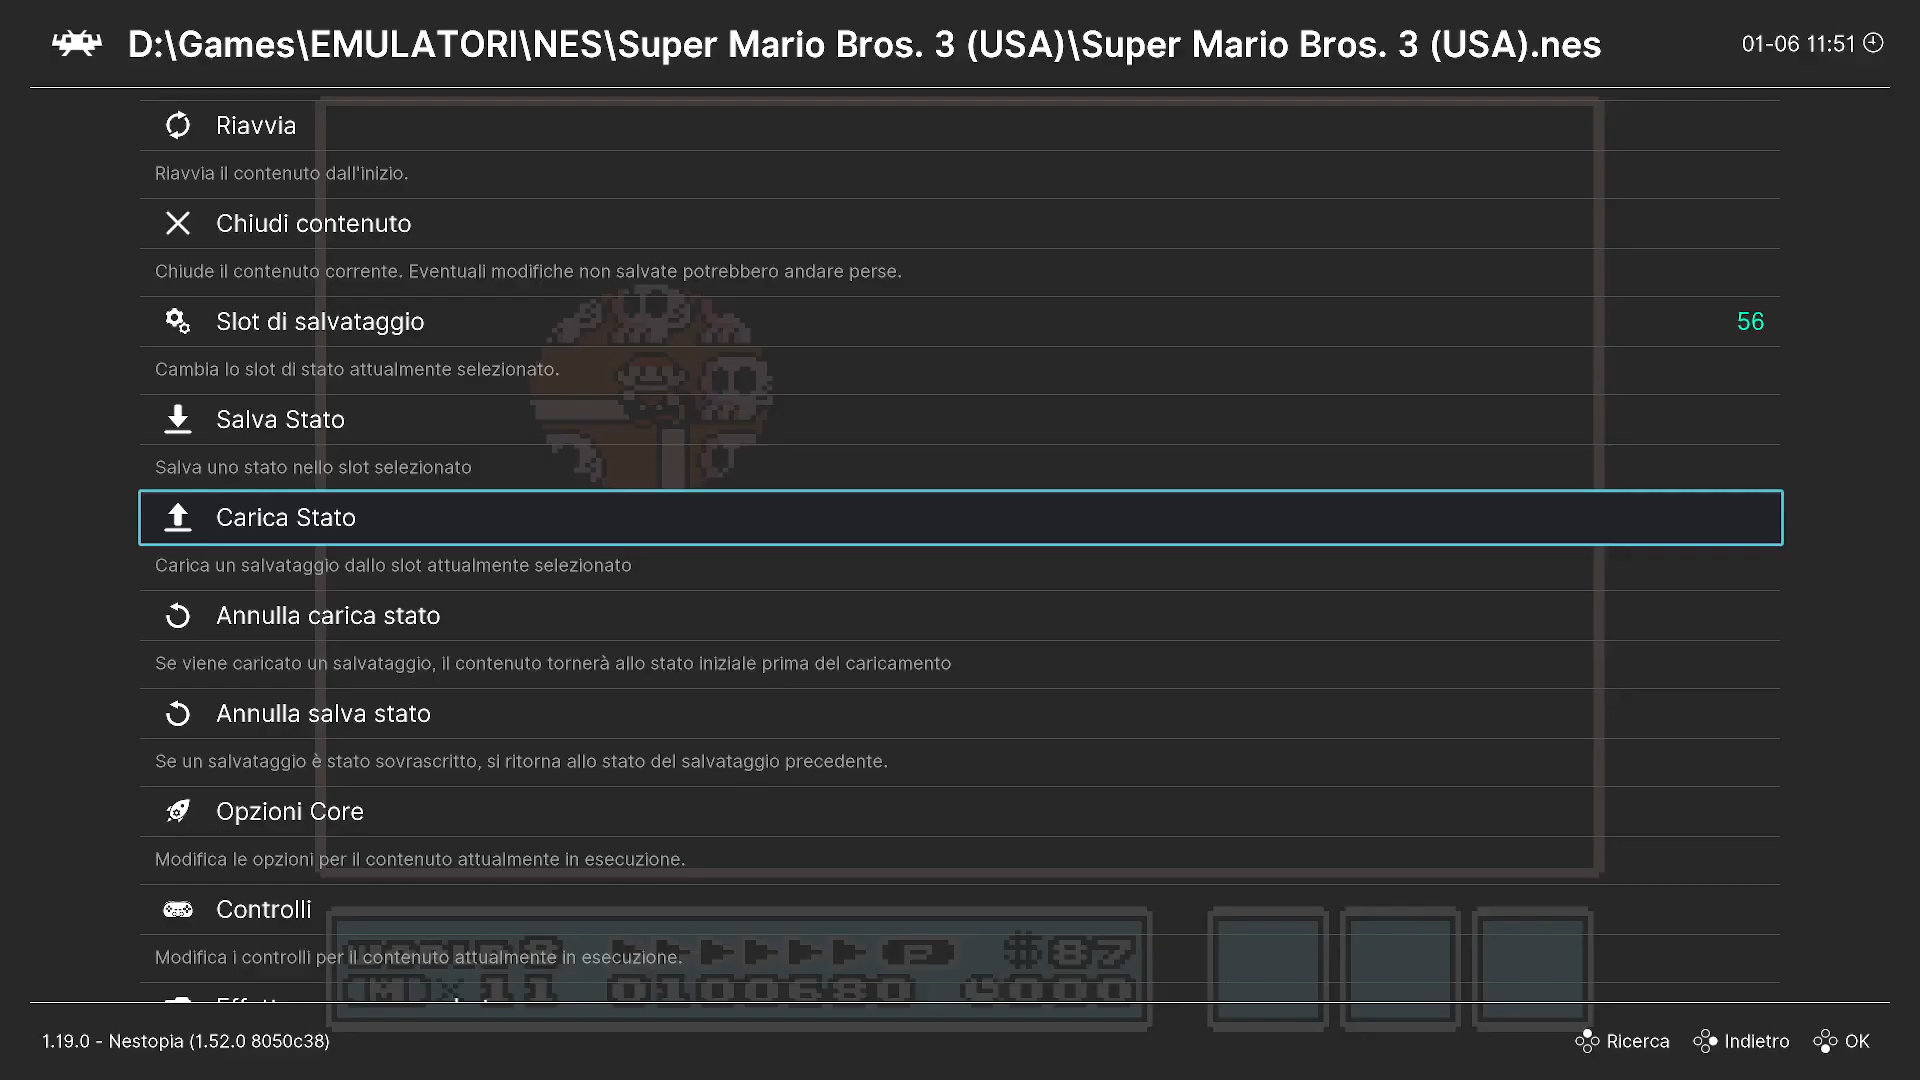 D:\Games\EMULATORI\NES\Super Mario Bros. 3 (USA)\Super Mario Bros. 3 (USA).nes
01-06 11:51
Riavvia
Riavvia il contenuto dall'inizio.
Chiudi contenuto
Chiude il contenuto corrente. Eventuali modifiche non salvate potrebbero andare perse.
Slot di salvataggio
56
Cambia lo slot di stato attualmente selezionato.
Salva Stato
Salva uno stato nello slot selezionato
Carica Stato
Carica un salvataggio dallo slot attualmente selezionato
Annulla carica stato
Se viene caricato un salvataggio, il contenuto tornerà allo stato iniziale prima del caricamento
Annulla salva stato
Se un salvataggio è stato sovrascritto, si ritorna allo stato del salvataggio precedente.
Opzioni Core
Modifica le opzioni per il contenuto attualmente in esecuzione.
Controlli
Modifica i controlli per il contenuto attualmente in esecuzione.
WORLD 8 P 87
M x 11 0100680 000
1.19.0 - Nestopia (1.52.0 8050c38)
Ricerca Indietro OK